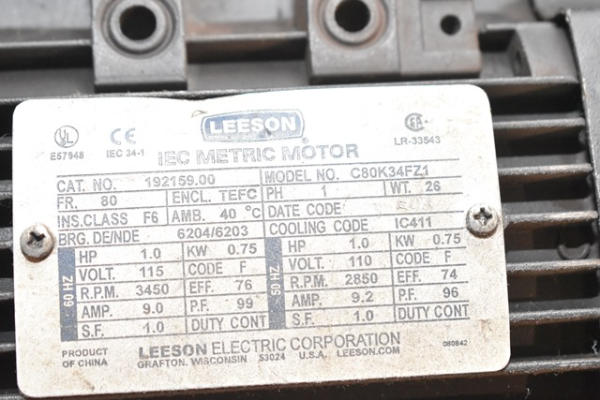 LEESON
UL
E57948
CE
IEC 34-1
LR-33543
IEC METRIC MOTOR
CAT. NO. 192159.00 MODEL NO. C80K34FZ1
FR. 80 ENCL. TEFC PH 1 WT. 26
INS.CLASS F6 AMB. 40 °C DATE CODE
BRG. DE/NDE 6204/6203 COOLING CODE IC411
60 HZ
HP 1.0 KW 0.75
VOLT. 115 CODE F
R.P.M. 3450 EFF. 76
AMP. 9.0 P.F. 99
S.F. 1.0 DUTY CONT
50 HZ
HP 1.0 KW 0.75
VOLT. 110 CODE F
R.P.M. 2850 EFF. 74
AMP. 9.2 P.F. 96
S.F. 1.0 DUTY CONT
PRODUCT
OF CHINA
LEESON ELECTRIC CORPORATION
GRAFTON, WISCONSIN 53024 U.S.A. LEESON.COM
080842